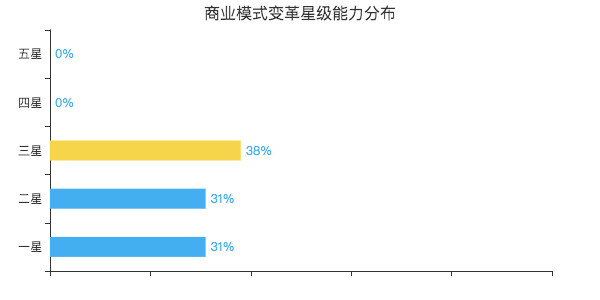 商业模式变革星级能力分布
五星 0%
四星 0%
三星 38%
二星 31%
一星 31%